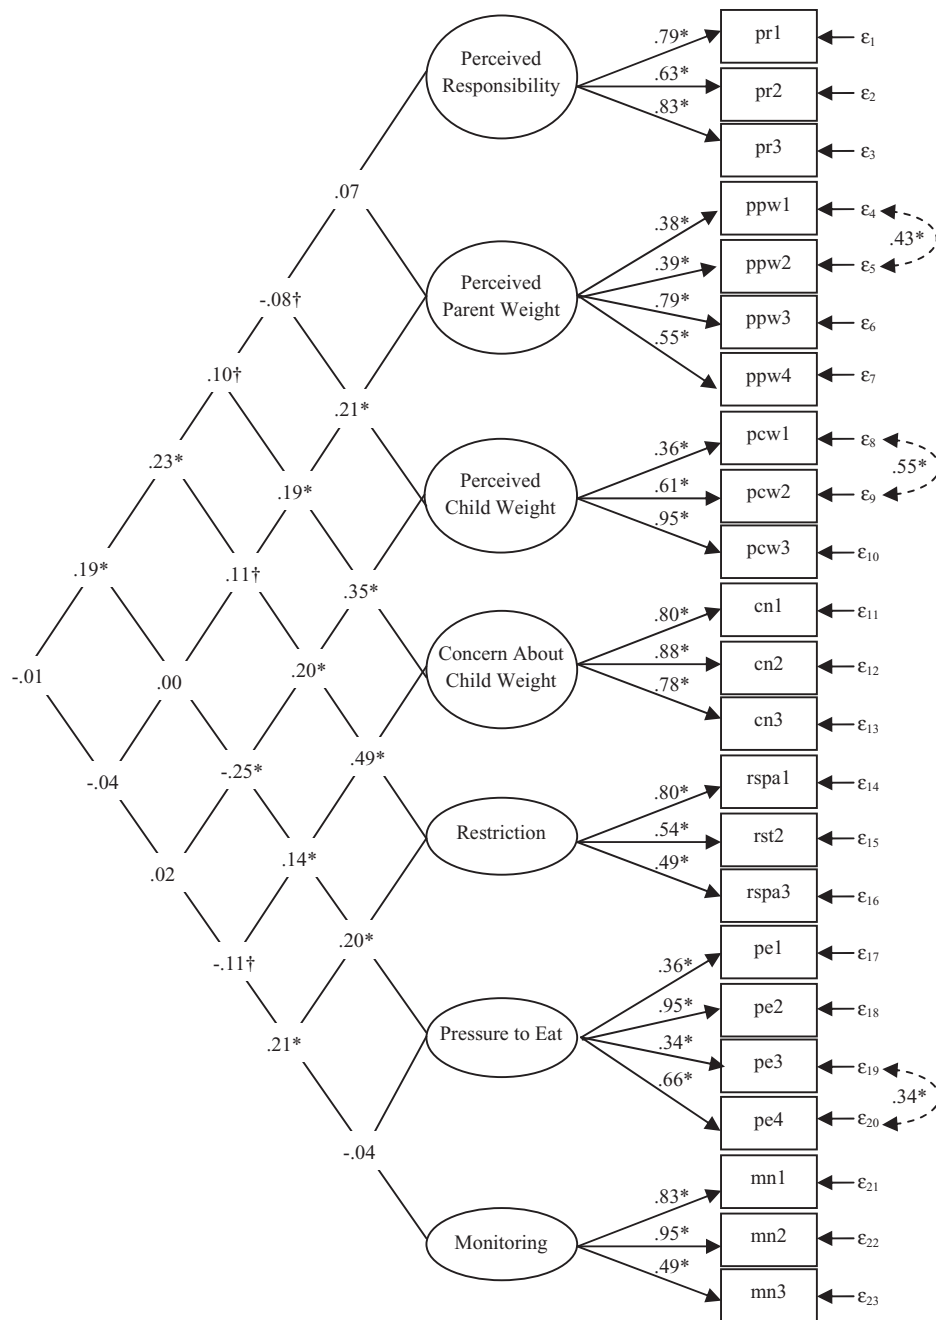 Perceived
Responsibility
.79*
.63*
.83*
pr1
ε1
pr2
ε2
pr3
ε3
.07
Perceived
Parent Weight
.38*
.39*
.79*
.55*
ppw1
ε4
ppw2
ε5
.43*
ppw3
ε6
ppw4
ε7
-.08†
.10†
.21*
.23*
.19*
Perceived
Child Weight
.36*
.61*
.95*
pcw1
ε8
pcw2
ε9
.55*
pcw3
ε10
.19*
.11†
.35*
Concern About
Child Weight
.80*
.88*
.78*
cn1
ε11
cn2
ε12
cn3
ε13
-.01
.00
.20*
-.04
-.25*
.49*
Restriction
.80*
.54*
.49*
rspa1
ε14
rst2
ε15
rspa3
ε16
.02
.14*
-.11†
.20*
Pressure to Eat
.36*
.95*
.34*
.66*
pe1
ε17
pe2
ε18
pe3
ε19
.34*
pe4
ε20
.21*
-.04
Monitoring
.83*
.95*
.49*
mn1
ε21
mn2
ε22
mn3
ε23